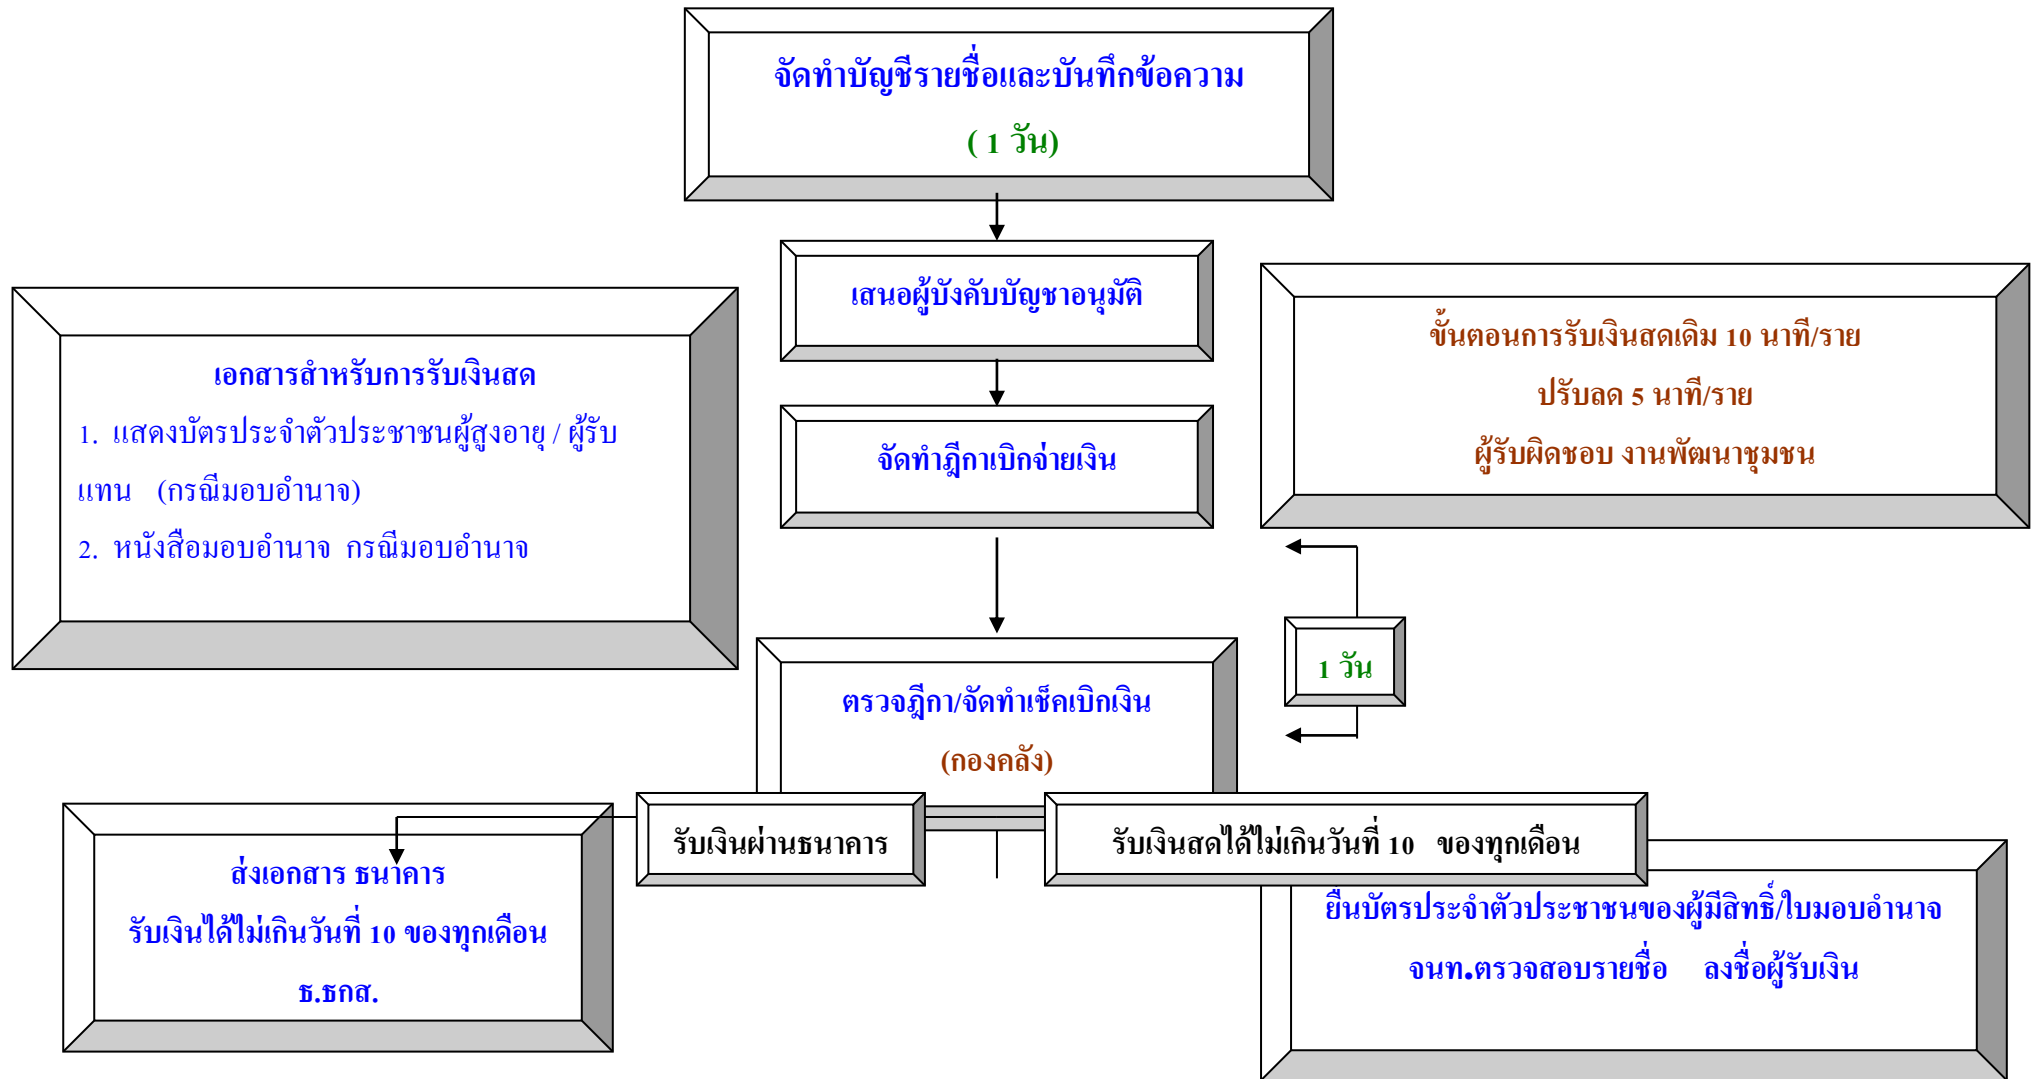 จัดทำบัญชีรายชื่อและบันทึกข้อความ
( 1 วัน)
เสนอผู้บังคับบัญชาอนุมัติ
จัดทำฎีกาเบิกจ่ายเงิน
เอกสารสำหรับการรับเงินสด
1. แสดงบัตรประจำตัวประชาชนผู้สูงอายุ / ผู้รับ
แทน (กรณีมอบอำนาจ)
2. หนังสือมอบอำนาจ กรณีมอบอำนาจ
ขั้นตอนการรับเงินสดเดิม 10 นาที/ราย
ปรับลด 5 นาที/ราย
ผู้รับผิดชอบ งานพัฒนาชุมชน
1 วัน
ตรวจฎีกา/จัดทำเช็คเบิกเงิน
(กองคลัง)
รับเงินผ่านธนาคาร
รับเงินสดได้ไม่เกินวันที่ 10 ของทุกเดือน
ส่งเอกสาร ธนาคาร
รับเงินได้ไม่เกินวันที่ 10 ของทุกเดือน
ธ.ธกส.
ยื่นบัตรประจำตัวประชาชนของผู้มีสิทธิ์/ใบมอบอำนาจ
จนท.ตรวจสอบรายชื่อ ลงชื่อผู้รับเงิน